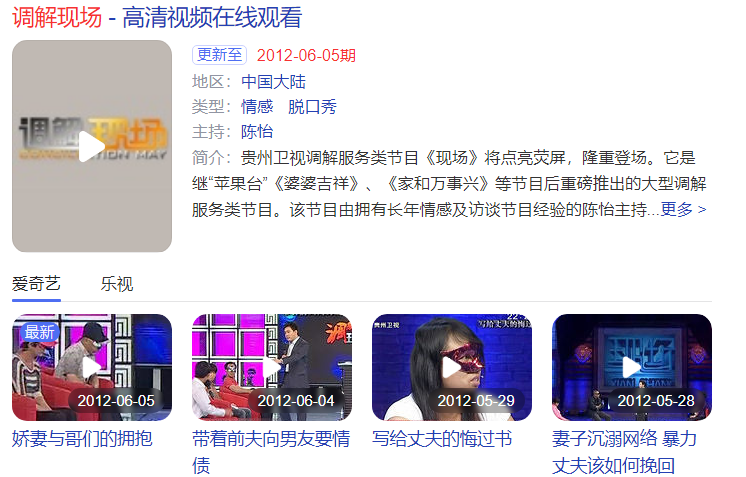 调解现场 - 高清视频在线观看
更新至 2012-06-05期
地区：中国大陆
类型：情感 脱口秀
主持：陈怡
简介：贵州卫视调解服务类节目《现场》将点亮荧屏，隆重登场。它是
继“苹果台”《婆婆吉祥》、《家和万事兴》等节目后重磅推出的大型调解
服务类节目。该节目由拥有长年情感及访谈节目经验的陈怡主持...更多 >
调解现场
爱奇艺 乐视
最新
2012-06-05
娇妻与哥们的拥抱
2012-06-04
带着前夫向男友要情
债
贵州卫视
写给丈夫的悔过
2012-05-29
写给丈夫的悔过书
现场
2012-05-28
妻子沉溺网络 暴力
丈夫该如何挽回